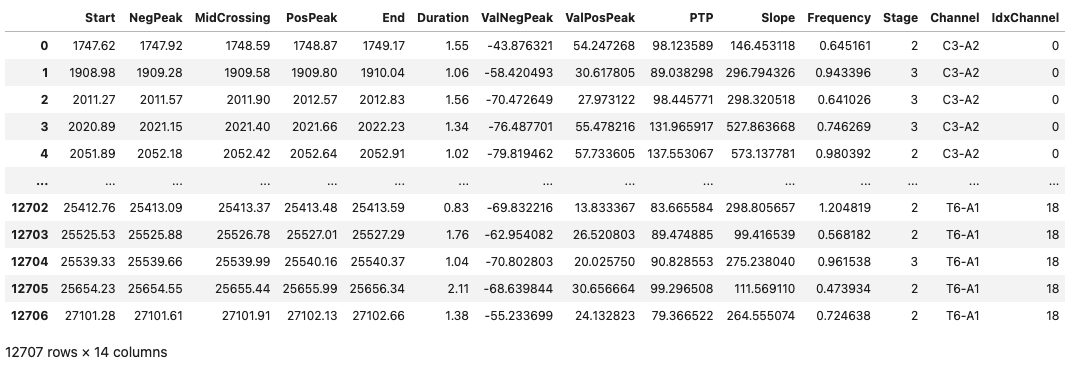 Start NegPeak MidCrossing PosPeak End Duration ValNegPeak ValPosPeak PTP Slope Frequency Stage Channel IdxChannel
0 1747.62 1747.92 1748.59 1748.87 1749.17 1.55 -43.876321 54.247268 98.123589 146.453118 0.645161 2 C3-A2 0
1 1908.98 1909.28 1909.58 1909.80 1910.04 1.06 -58.420493 30.617805 89.038298 296.794326 0.943396 3 C3-A2 0
2 2011.27 2011.57 2011.90 2012.57 2012.83 1.56 -70.472649 27.973122 98.445771 298.320518 0.641026 3 C3-A2 0
3 2020.89 2021.15 2021.40 2021.66 2022.23 1.34 -76.487701 55.478216 131.965917 527.863668 0.746269 3 C3-A2 0
4 2051.89 2052.18 2052.42 2052.64 2052.91 1.02 -79.819462 57.733605 137.553067 573.137781 0.980392 2 C3-A2 0
... ... ... ... ... ... ... ... ... ... ... ... ... ... ...
12702 25412.76 25413.09 25413.37 25413.48 25413.59 0.83 -69.832216 13.833367 83.665584 298.805657 1.204819 2 T6-A1 18
12703 25525.53 25525.88 25526.78 25527.01 25527.29 1.76 -62.954082 26.520803 89.474885 99.416539 0.568182 2 T6-A1 18
12704 25539.33 25539.66 25539.99 25540.16 25540.37 1.04 -70.802803 20.025750 90.828553 275.238040 0.961538 3 T6-A1 18
12705 25654.23 25654.55 25655.44 25655.99 25656.34 2.11 -68.639844 30.656664 99.296508 111.569110 0.473934 2 T6-A1 18
12706 27101.28 27101.61 27101.91 27102.13 27102.66 1.38 -55.233699 24.132823 79.366522 264.555074 0.724638 2 T6-A1 18
12707 rows × 14 columns